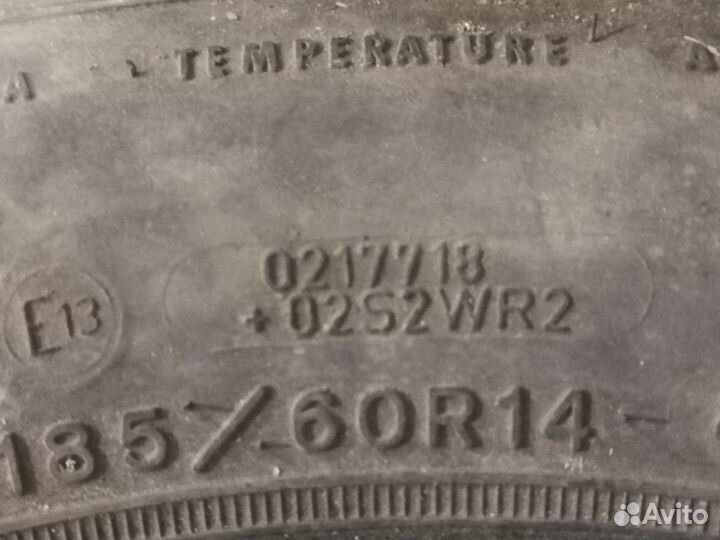 A TEMPERATURE A
0217718
E13 +02S2WR2
185/60R14
Avito